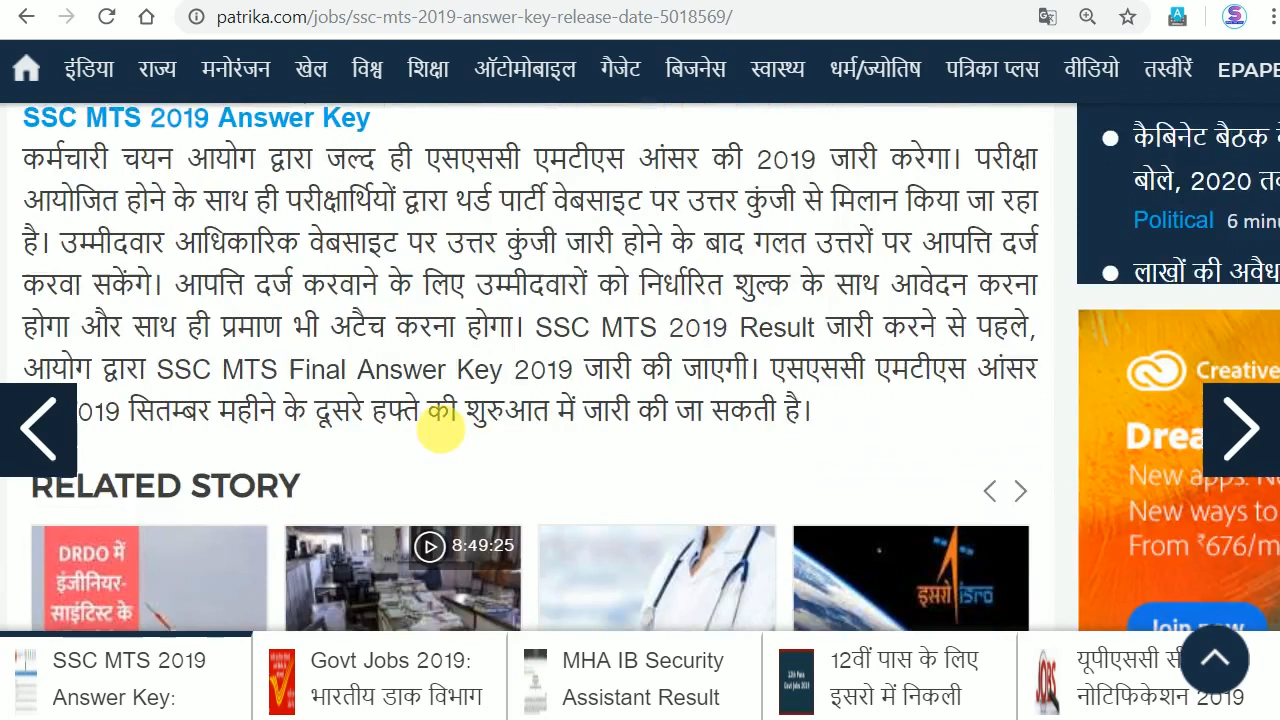 patrika.com/jobs/ssc-mts-2019-answer-key-release-date-5018569/
इंडिया राज्य मनोरंजन खेल विश्व शिक्षा ऑटोमोबाइल गैजेट बिजनेस स्वास्थ्य धर्म/ज्योतिष पत्रिका प्लस वीडियो तस्वीरें EPAPE
SSC MTS 2019 Answer Key
कर्मचारी चयन आयोग द्वारा जल्द ही एसएससी एमटीएस आंसर की 2019 जारी करेगा। परीक्षा
आयोजित होने के साथ ही परीक्षार्थियों द्वारा थर्ड पार्टी वेबसाइट पर उत्तर कुंजी से मिलान किया जा रहा
है। उम्मीदवार आधिकारिक वेबसाइट पर उत्तर कुंजी जारी होने के बाद गलत उत्तरों पर आपत्ति दर्ज
करवा सकेंगे। आपत्ति दर्ज करवाने के लिए उम्मीदवारों को निर्धारित शुल्क के साथ आवेदन करना
होगा और साथ ही प्रमाण भी अटैच करना होगा। SSC MTS 2019 Result जारी करने से पहले,
आयोग द्वारा SSC MTS Final Answer Key 2019 जारी की जाएगी। एसएससी एमटीएस आंसर
019 सितम्बर महीने के दूसरे हफ्ते की शुरुआत में जारी की जा सकती है।
कैबिनेट बैठक
बोले, 2020
Political 6 minu
लाखों की अवैध
Creative
Drea
New apps.
New ways to
From ₹676/m
Join now
RELATED STORY
DRDO में
इंजीनियर-
साइंटिस्ट के
8:49:25
इसरो isro
SSC MTS 2019
Answer Key:
Govt Jobs 2019:
भारतीय डाक विभाग
MHA IB Security
Assistant Result
12वीं पास के लिए
इसरो में निकली
JOBS
यूपीएससी
नोटिफिकेशन 2019